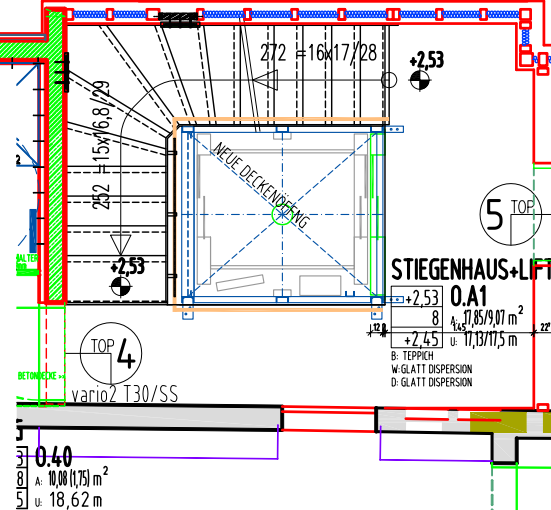 272 =16x17/28
+2,53
252 =15x16,8/29
NEUE DECKENÖFFNG
5 TOP
+2,53
STIEGENHAUS+LIFT
+2,53
8
+2,45
O.A1
A: 17,85/9,07 m²
U: 17,13/17,5 m
B: TEPPICH
W: GLATT DISPERSION
D: GLATT DISPERSION
TOP 4
vario2 T30/SS
O.40
A: 10,08 (1,75) m²
U: 18,62 m